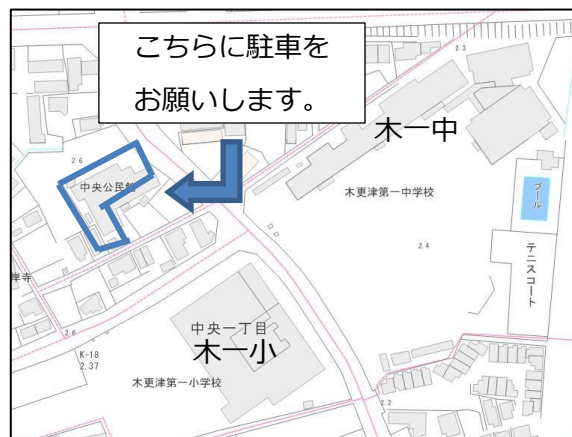 こちらに駐車を
お願いします。
2.3
木一中
2.6
中央公民館
木更津第一中学校
プール
2.4
テニスコート
岸寺
2.6
中央一丁目
K-18
2.37
木一小
木更津第一小学校
2.2